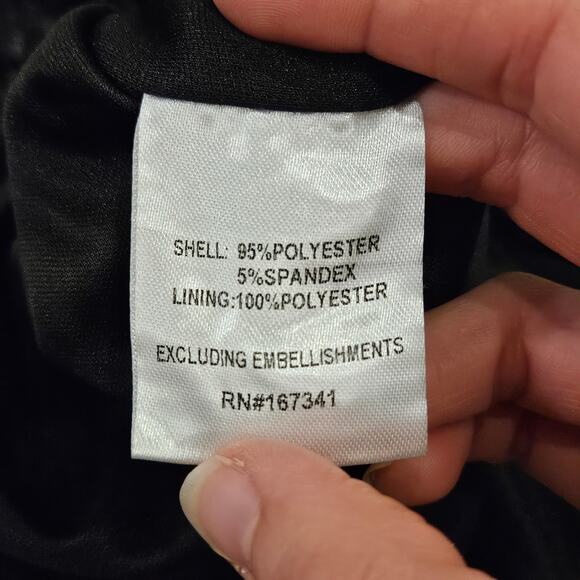 SHELL: 95%POLYESTER
5%SPANDEX
LINING:100%POLYESTER
EXCLUDING EMBELLISHMENTS
RN#167341